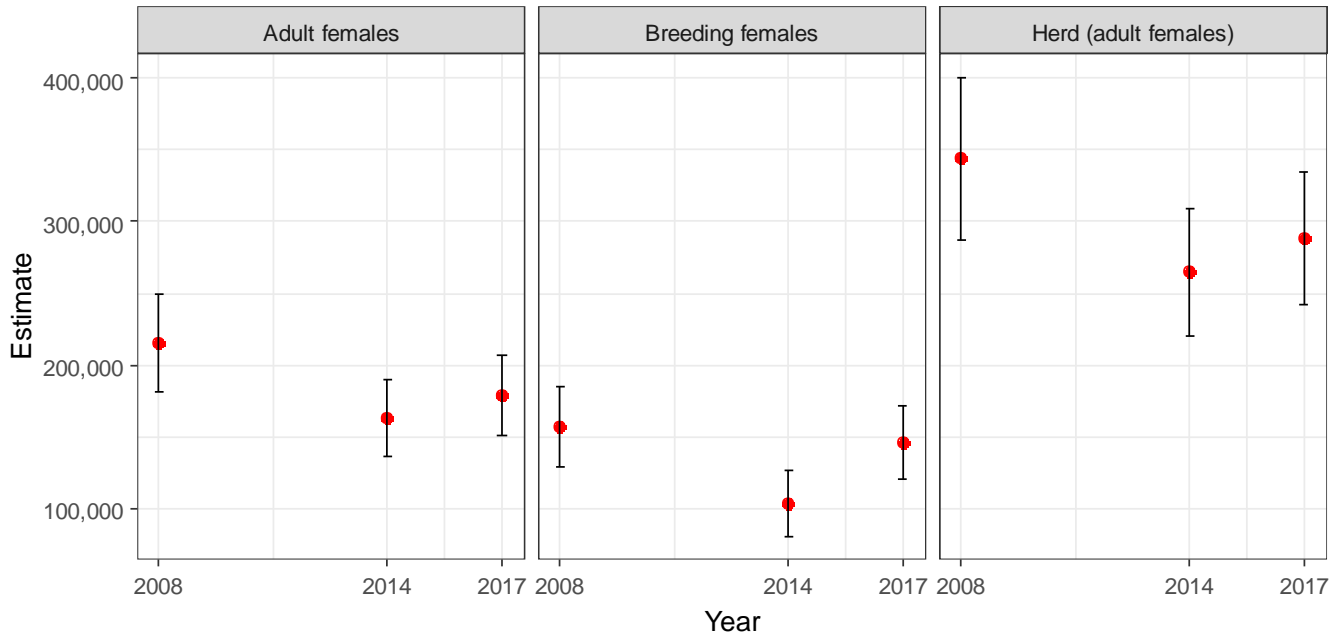 Adult females
Breeding females
Herd (adult females)
400,000
300,000
200,000
100,000
Estimate
2008
2014
2017
2008
2014
2017
2008
2014
2017
Year